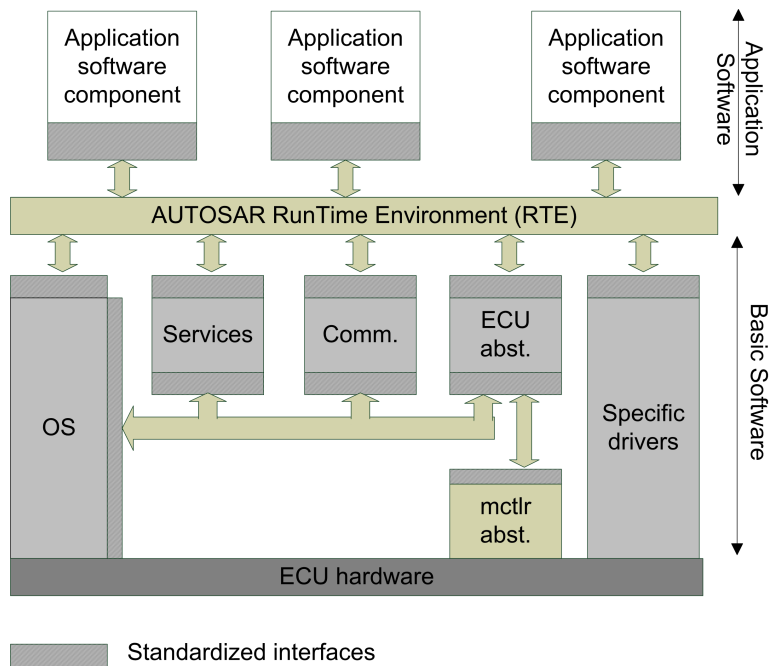 Application
software
component
Application
software
component
Application
software
component
Application
Software
AUTOSAR RunTime Environment (RTE)
OS
Services
Comm.
ECU
abst.
Specific
drivers
mctlr
abst.
Basic Software
ECU hardware
Standardized interfaces